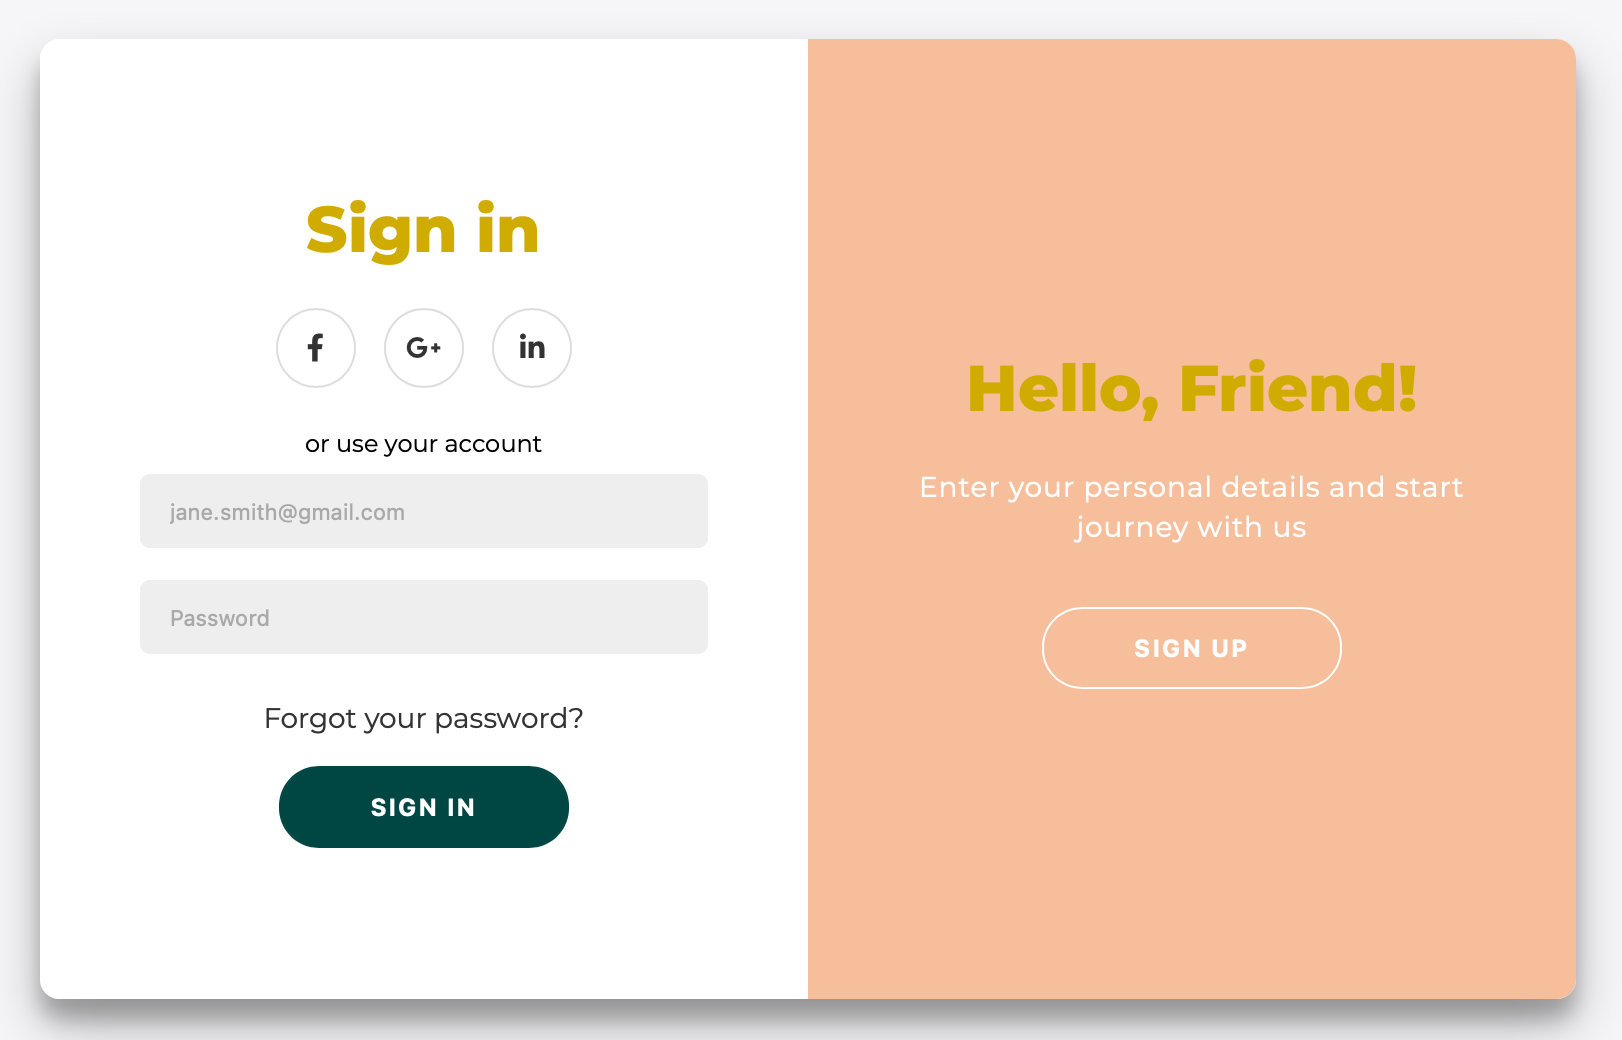 Sign in
f
G+
in
or use your account
jane.smith@gmail.com
Password
Forgot your password?
SIGN IN
Hello, Friend!
Enter your personal details and start
journey with us
SIGN UP